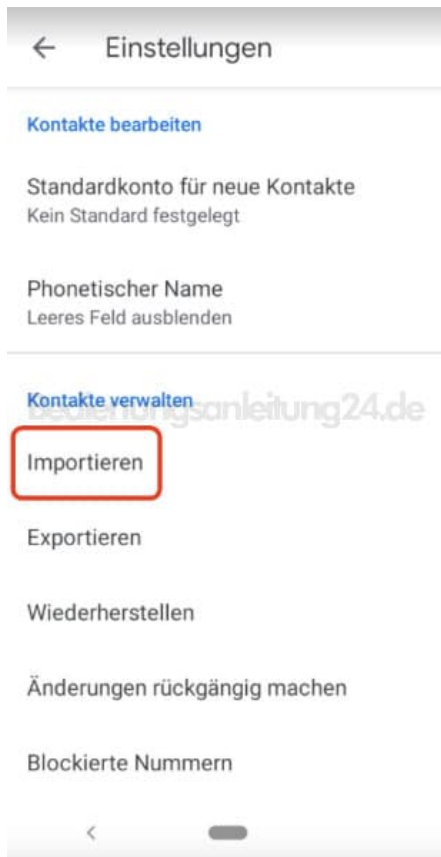 Einstellungen
Kontakte bearbeiten
Standardkonto für neue Kontakte
Kein Standard festgelegt
Phonetischer Name
Leeres Feld ausblenden
Kontakte verwalten
bedienungsanleitung24.de
Importieren
Exportieren
Wiederherstellen
Änderungen rückgängig machen
Blockierte Nummern